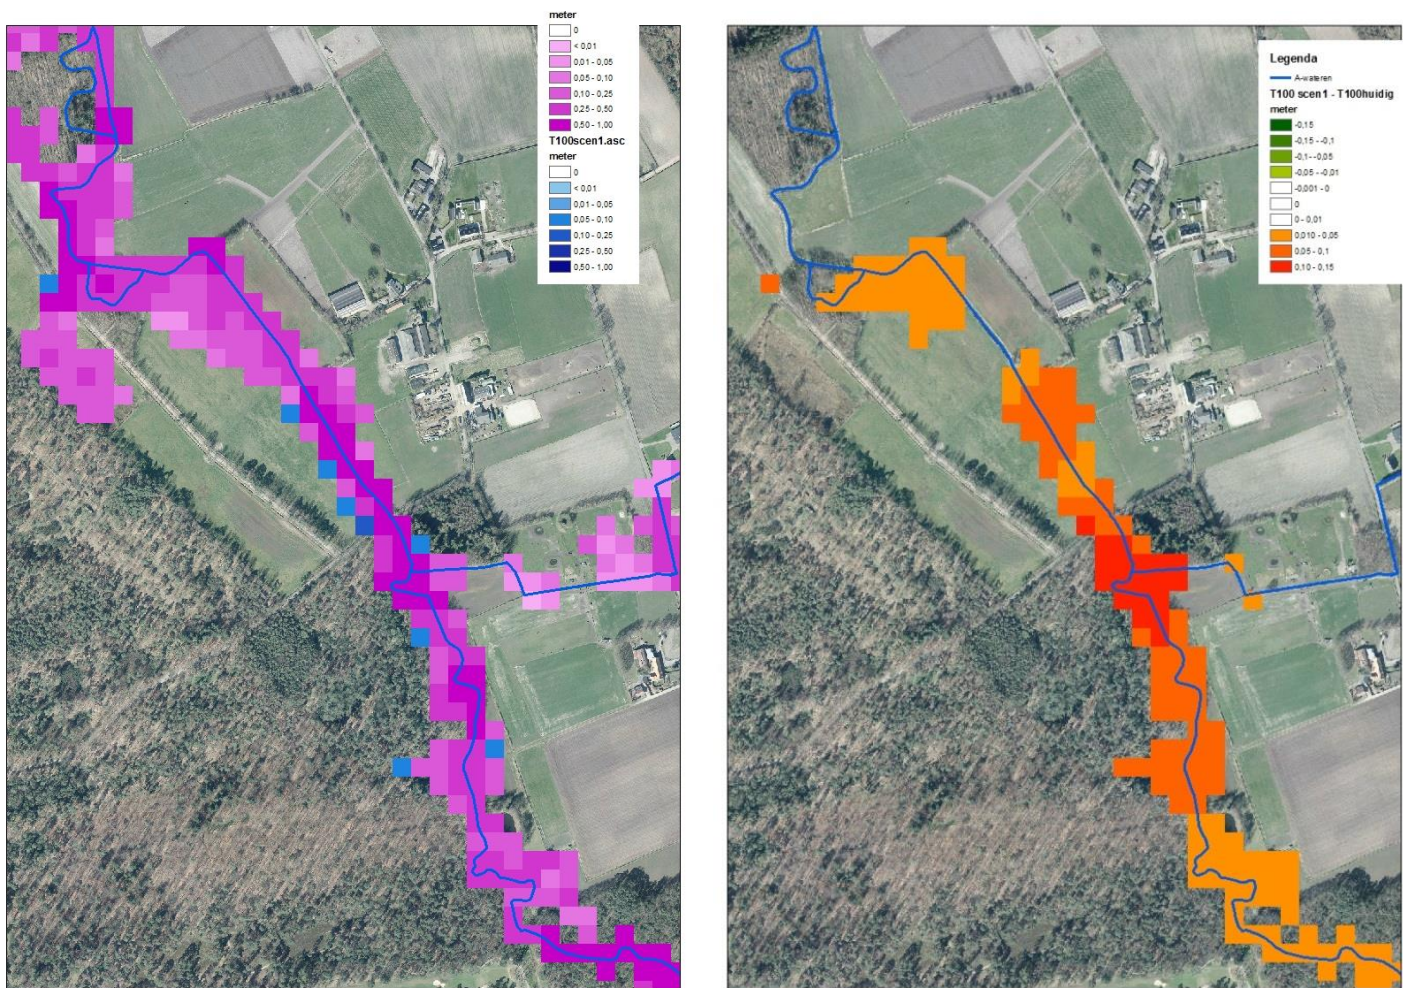 meter
0
< 0,01
0,01 - 0,05
0,05 - 0,10
0,10 - 0,25
0,25 - 0,50
0,50 - 1,00
T100scen1.asc
meter
0
< 0,01
0,01 - 0,05
0,05 - 0,10
0,10 - 0,25
0,25 - 0,50
0,50 - 1,00
Legenda
A-wateren
T100 scen1 - T100huidig
meter
-0,15
-0,15 - -0,1
-0,1 - -0,05
-0,05 - -0,01
-0,001 - 0
0
0 - 0,01
0,010 - 0,05
0,05 - 0,1
0,10 - 0,15